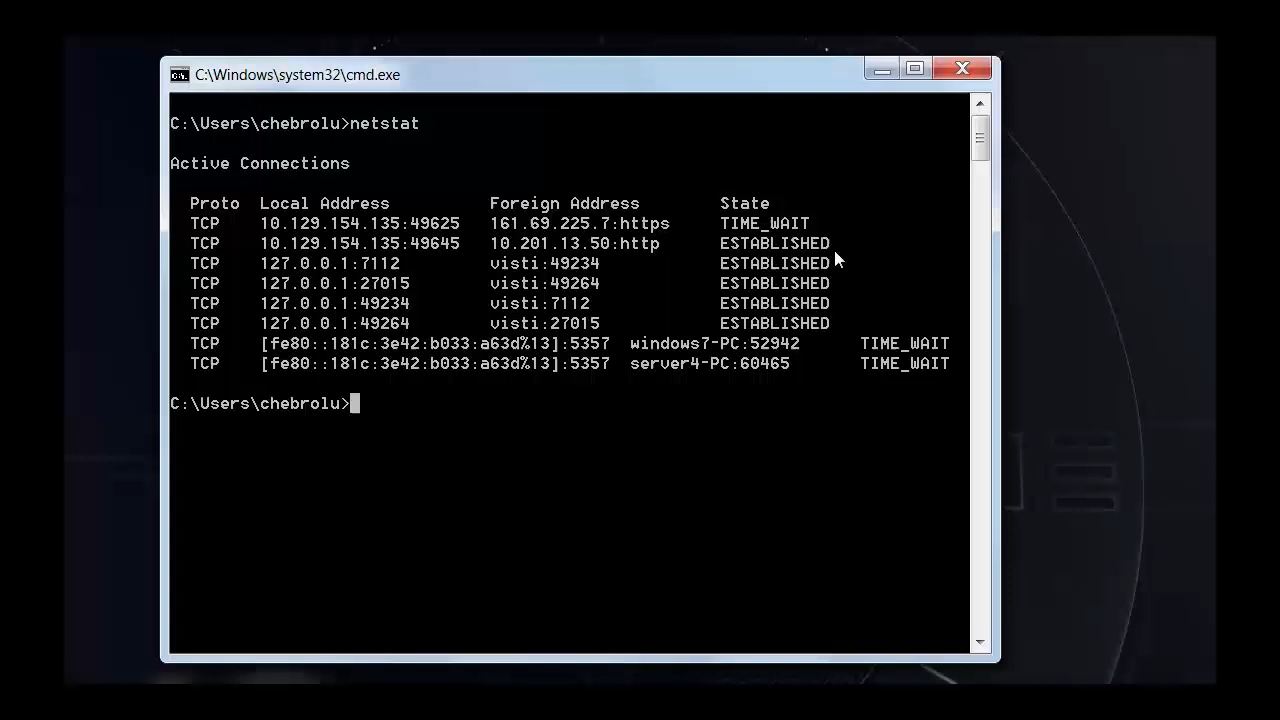 C:\Windows\system32\cmd.exe
C:\Users\chebrolu>netstat
Active Connections
Proto  Local Address          Foreign Address        State
TCP    10.129.154.135:49625   161.69.225.7:https     TIME_WAIT
TCP    10.129.154.135:49645   10.201.13.50:http      ESTABLISHED
TCP    127.0.0.1:7112         visti:49234            ESTABLISHED
TCP    127.0.0.1:27015        visti:49264            ESTABLISHED
TCP    127.0.0.1:49234        visti:7112             ESTABLISHED
TCP    127.0.0.1:49264        visti:27015            ESTABLISHED
TCP    [fe80::181c:3e42:b033:a63d%13]:5357  windows7-PC:52942      TIME_WAIT
TCP    [fe80::181c:3e42:b033:a63d%13]:5357  server4-PC:60465       TIME_WAIT
C:\Users\chebrolu>